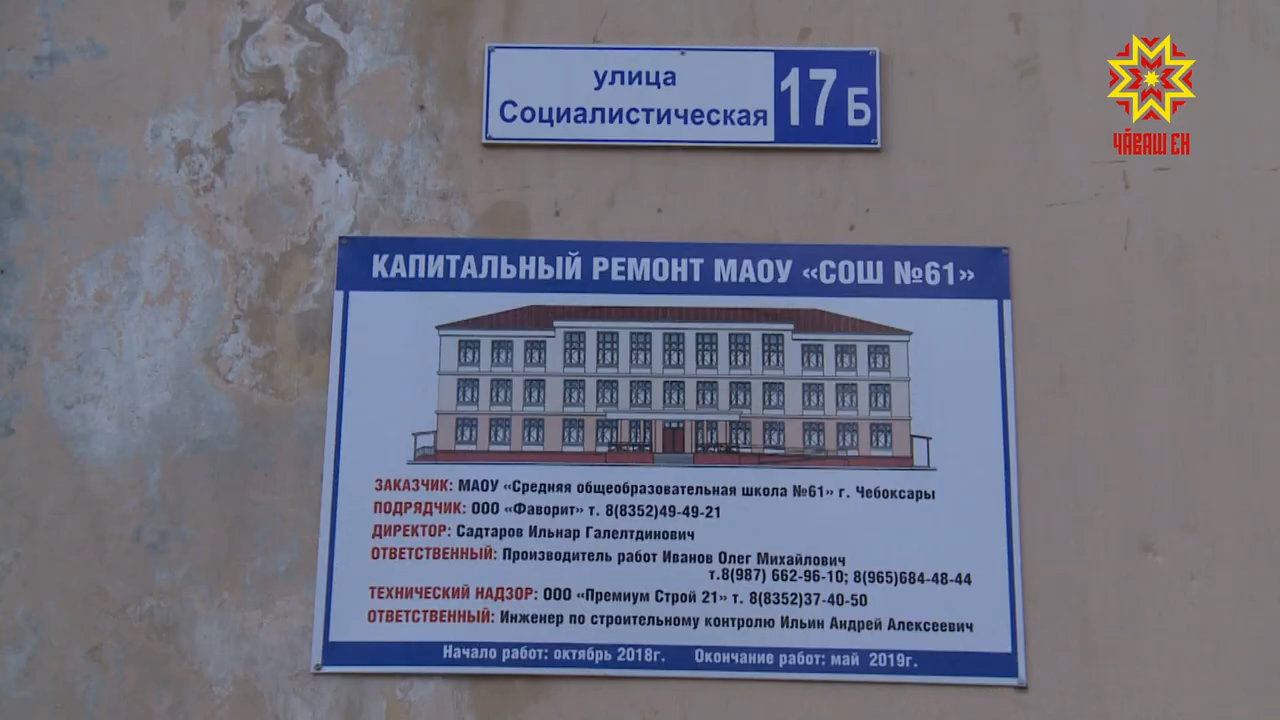 улица
Социалистическая
17 Б
ЧӐВАШ ЕН
КАПИТАЛЬНЫЙ РЕМОНТ МАОУ «СОШ №61»
ЗАКАЗЧИК: МАОУ «Средняя общеобразовательная школа №61» г. Чебоксары
ПОДРЯДЧИК: ООО «Фаворит» т. 8(8352)49-49-21
ДИРЕКТОР: Садтаров Ильнар Галелтдинович
ОТВЕТСТВЕННЫЙ: Производитель работ Иванов Олег Михайлович
т.8(987) 662-96-10; 8(965)684-48-44
ТЕХНИЧЕСКИЙ НАДЗОР: ООО «Премиум Строй 21» т. 8(8352)37-40-50
ОТВЕТСТВЕННЫЙ: Инженер по строительному контролю Ильин Андрей Алексеевич
Начало работ: октябрь 2018г. Окончание работ: май 2019г.